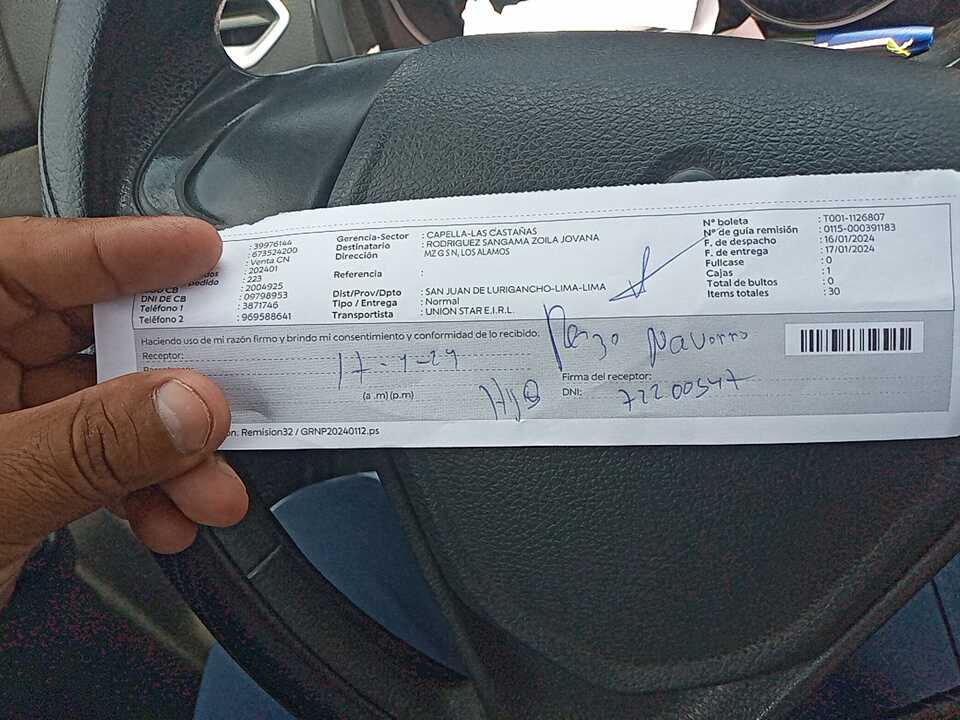 : 39976144
: 673524200
: Venta CN
: 202401
pedido : 223
: 2004925
DNI DE CB : 09798953
Teléfono 1 : 3871746
Teléfono 2 : 969588641
Gerencia-Sector : CAPELLA-LAS CASTAÑAS
Destinatario : RODRIGUEZ SANGAMA ZOILA JOVANA
Dirección MZ G S N, LOS ALAMOS
Referencia :
Dist/Prov/Dpto : SAN JUAN DE LURIGANCHO-LIMA-LIMA
Tipo / Entrega : Normal
Transportista : UNION STAR E.I.R.L.
N° boleta : T001-1126807
N° de guía remisión : 0115-000391183
F. de despacho : 16/01/2024
F. de entrega : 17/01/2024
Fullcase : 0
Cajas : 1
Total de bultos : 0
Items totales : 30
Haciendo uso de mi razón firmo y brindo mi consentimiento y conformidad de lo recibido.
Receptor:
17-1-24
(a .m) (p.m)
Renzo Navarro
Hijo
Firma del receptor:
DNI: 72200547
Remision32 / GRNP20240112.ps